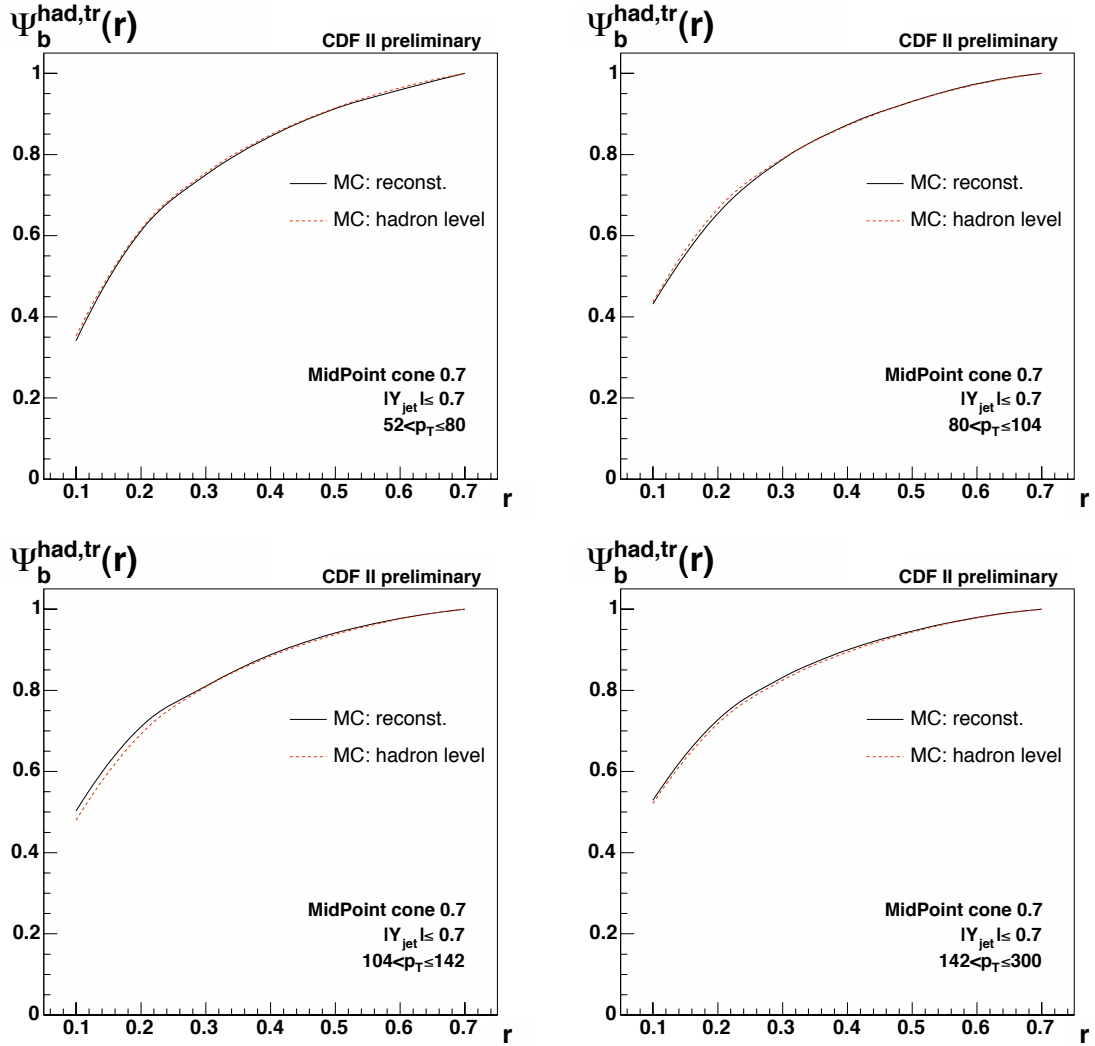 Ψ_b^had,tr(r)
CDF II preliminary
1
0.8
0.6
0.4
0.2
0
MC: reconst.
MC: hadron level
MidPoint cone 0.7
|Y_jet|≤ 0.7
52<p_T≤80
0.1 0.2 0.3 0.4 0.5 0.6 0.7
r
Ψ_b^had,tr(r)
CDF II preliminary
1
0.8
0.6
0.4
0.2
0
MC: reconst.
MC: hadron level
MidPoint cone 0.7
|Y_jet|≤ 0.7
80<p_T≤104
0.1 0.2 0.3 0.4 0.5 0.6 0.7
r
Ψ_b^had,tr(r)
CDF II preliminary
1
0.8
0.6
0.4
0.2
0
MC: reconst.
MC: hadron level
MidPoint cone 0.7
|Y_jet|≤ 0.7
104<p_T≤142
0.1 0.2 0.3 0.4 0.5 0.6 0.7
r
Ψ_b^had,tr(r)
CDF II preliminary
1
0.8
0.6
0.4
0.2
0
MC: reconst.
MC: hadron level
MidPoint cone 0.7
|Y_jet|≤ 0.7
142<p_T≤300
0.1 0.2 0.3 0.4 0.5 0.6 0.7
r